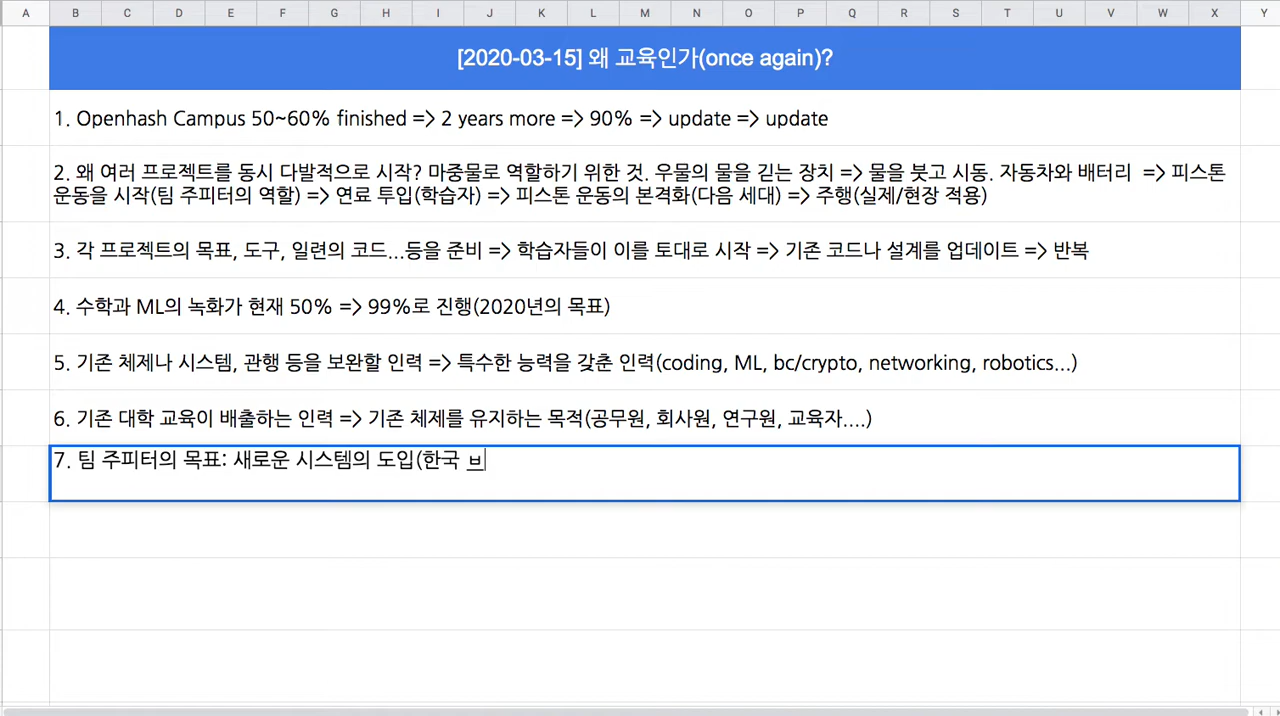 A B C D E F G H I J K L M N O P Q R S T U V W X Y
[2020-03-15] 왜 교육인가(once again)?
1. Openhash Campus 50~60% finished => 2 years more => 90% => update => update
2. 왜 여러 프로젝트를 동시 다발적으로 시작? 마중물로 역할하기 위한 것. 우물의 물을 긷는 장치 => 물을 붓고 시동. 자동차와 배터리 => 피스톤
운동을 시작(팀 주피터의 역할) => 연료 투입(학습자) => 피스톤 운동의 본격화(다음 세대) => 주행(실제/현장 적용)
3. 각 프로젝트의 목표, 도구, 일련의 코드...등을 준비 => 학습자들이 이를 토대로 시작 => 기존 코드나 설계를 업데이트 => 반복
4. 수학과 ML의 녹화가 현재 50% => 99%로 진행(2020년의 목표)
5. 기존 체제나 시스템, 관행 등을 보완할 인력 => 특수한 능력을 갖춘 인력(coding, ML, bc/crypto, networking, robotics...)
6. 기존 대학 교육이 배출하는 인력 => 기존 체제를 유지하는 목적(공무원, 회사원, 연구원, 교육자....)
7. 팀 주피터의 목표: 새로운 시스템의 도입(한국 브